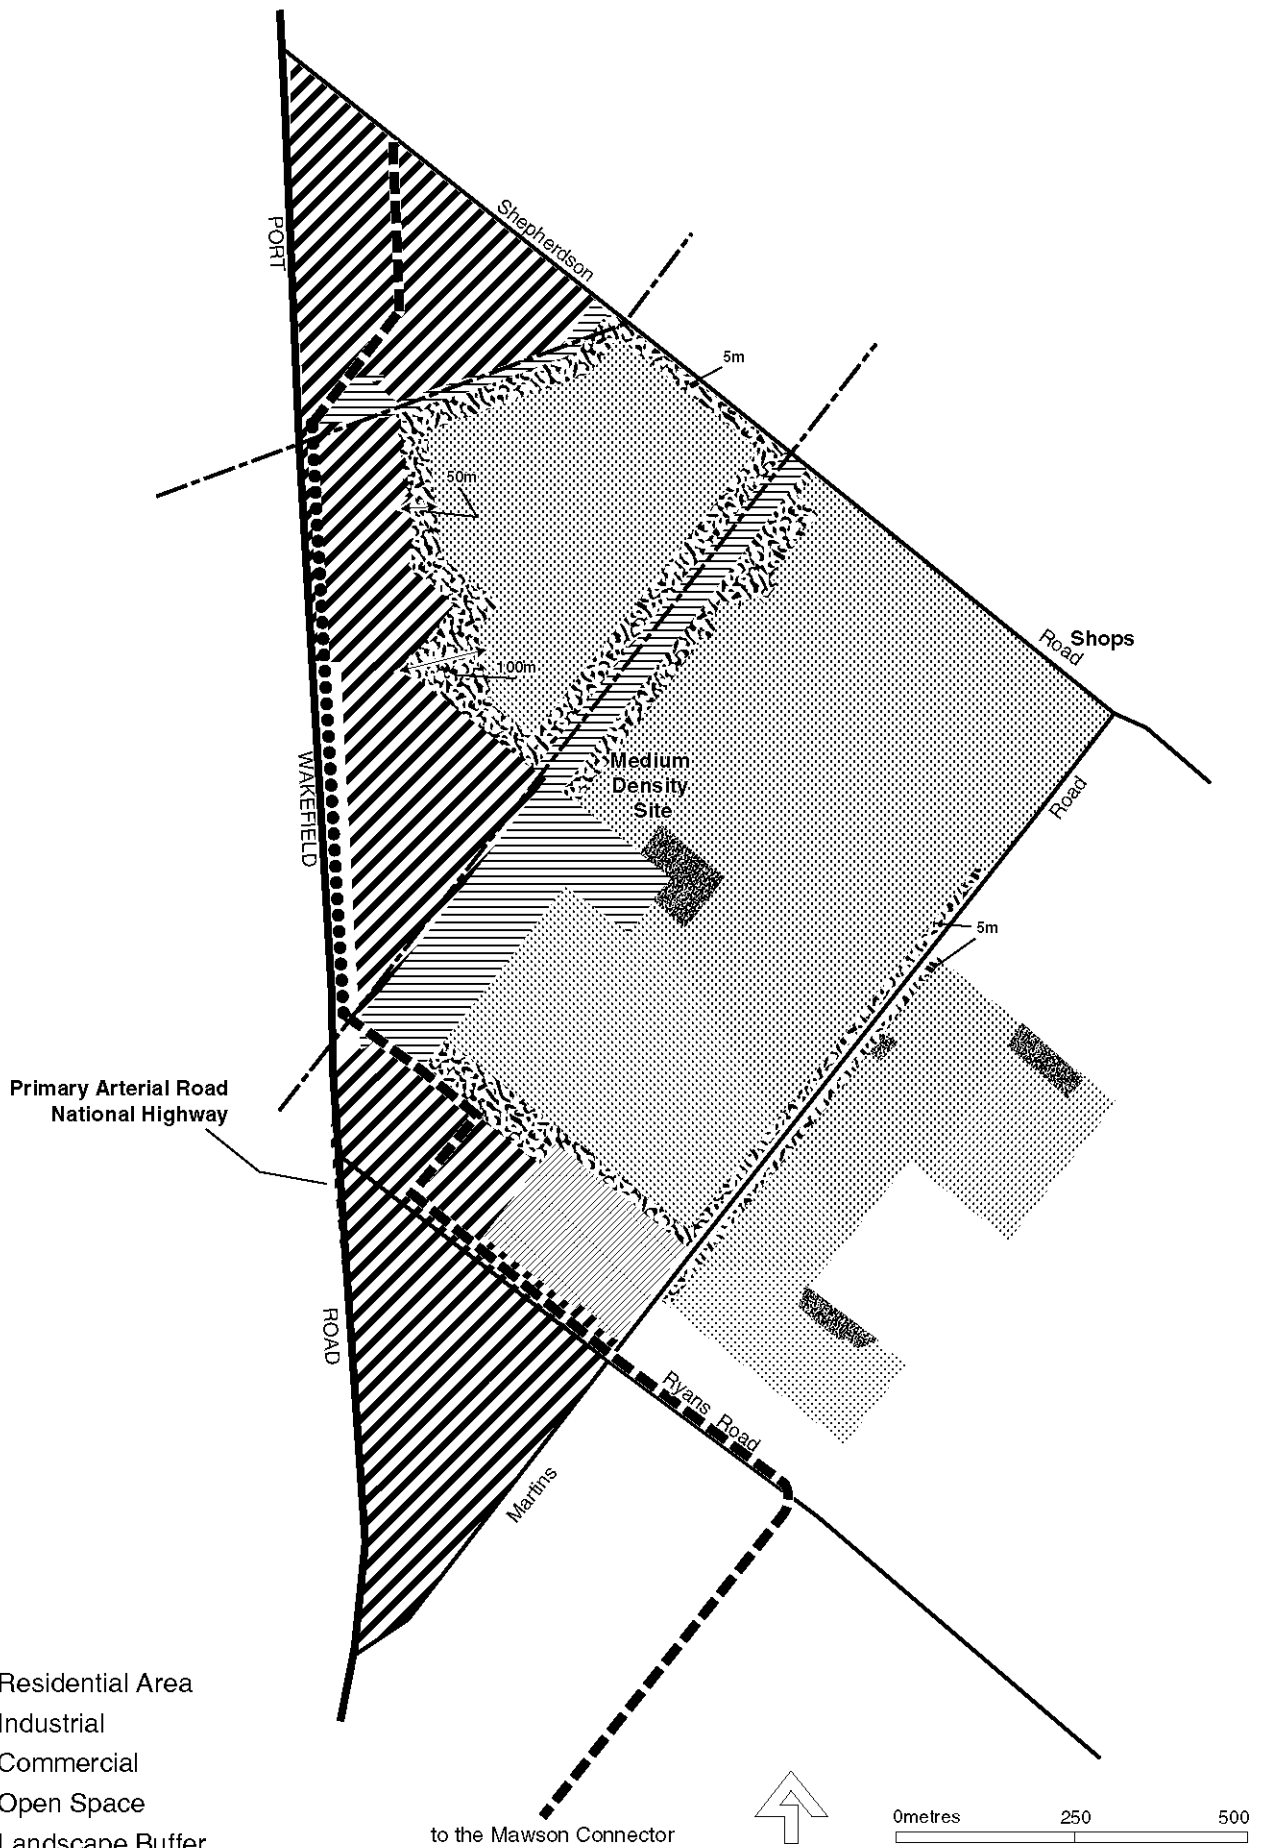 PORT
Shepherdson
5m
50m
100m
Road
Shops
Medium
Density
Site
WAKEFIELD
Road
5m
Primary Arterial Road
National Highway
ROAD
Ryans Road
Martins
Residential Area
Industrial
Commercial
Open Space
Landscape Buffer
to the Mawson Connector
0metres 250 500